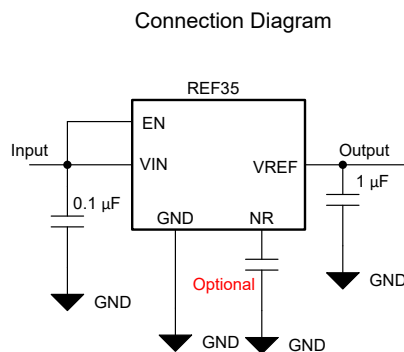 Connection Diagram
REF35
EN
Input
Output
VIN
VREF
0.1 µF
1 µF
GND
NR
Optional
GND
GND
GND
GND